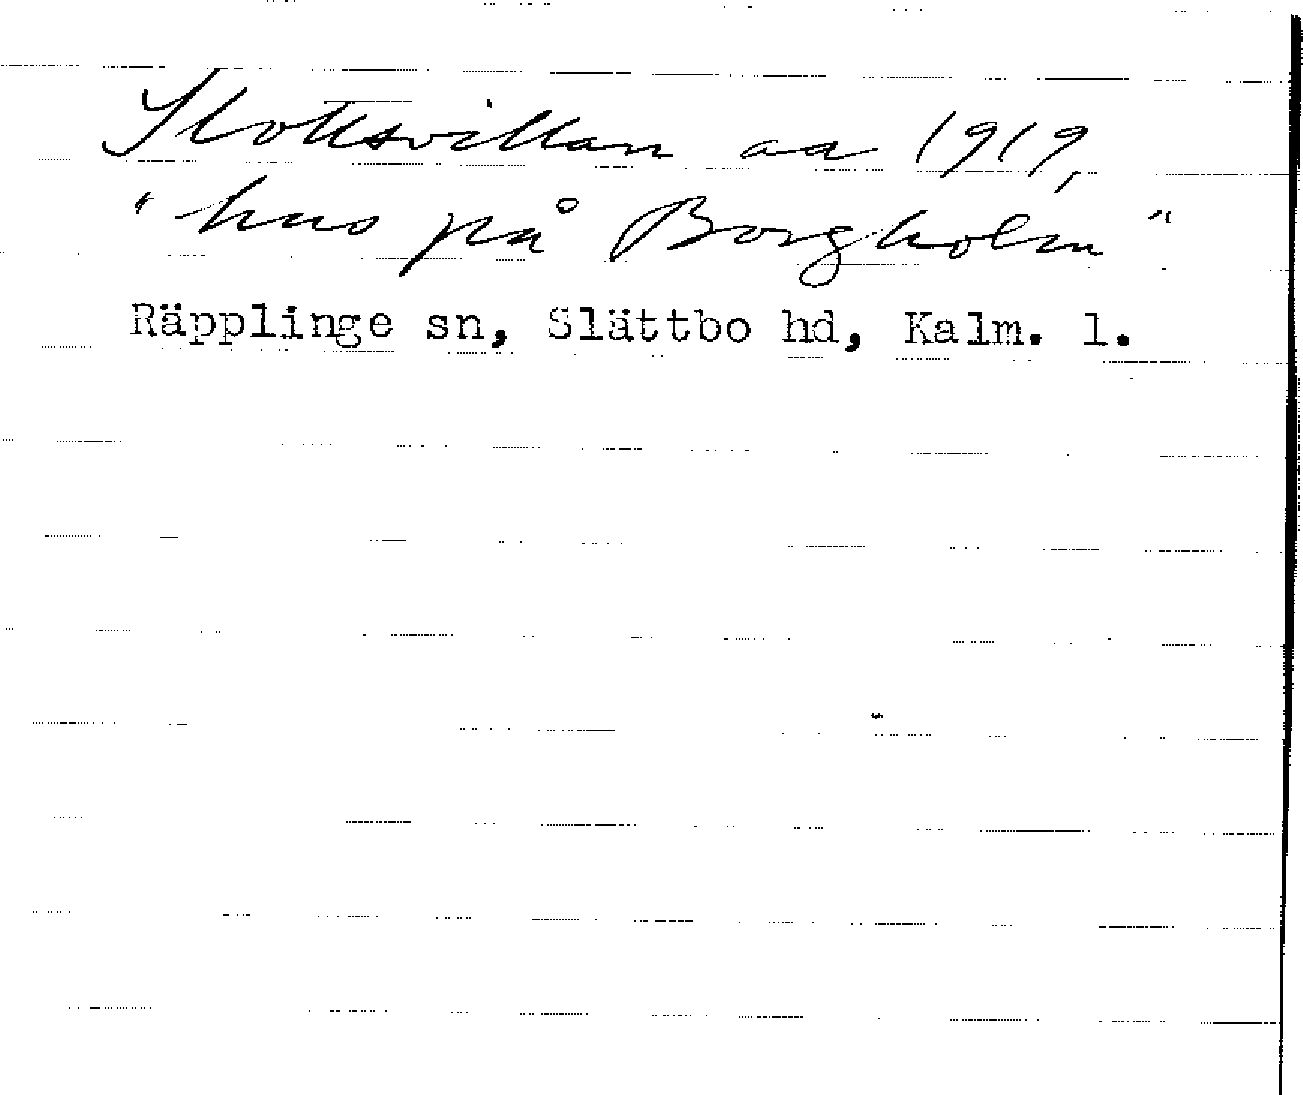 Slottsvillan aa 1919,
"hus på Borgholm"
Räpplinge sn, Slättbo hd, Kalm. l.